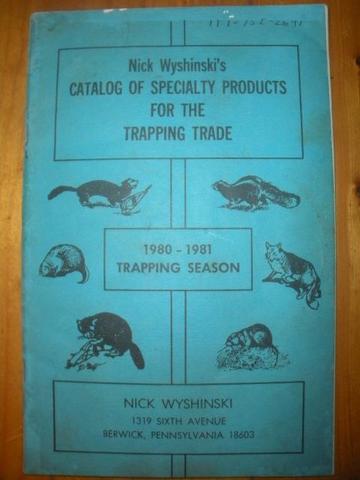 Nick Wyshinski's
CATALOG OF SPECIALTY PRODUCTS
FOR THE
TRAPPING TRADE
1980 - 1981
TRAPPING SEASON
NICK WYSHINSKI
1319 SIXTH AVENUE
BERWICK, PENNSYLVANIA 18603